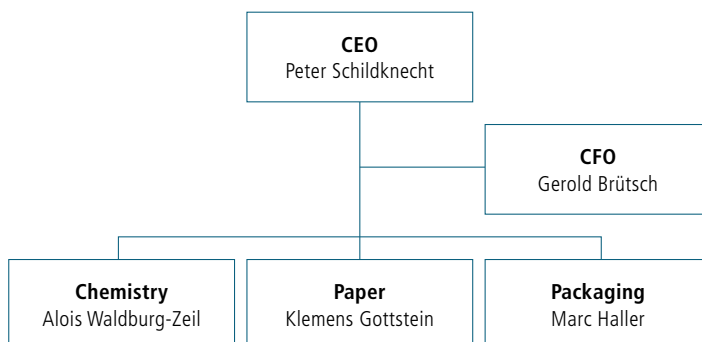 CEO
Peter Schildknecht
CFO
Gerold Brütsch
Chemistry
Alois Waldburg-Zeil
Paper
Klemens Gottstein
Packaging
Marc Haller